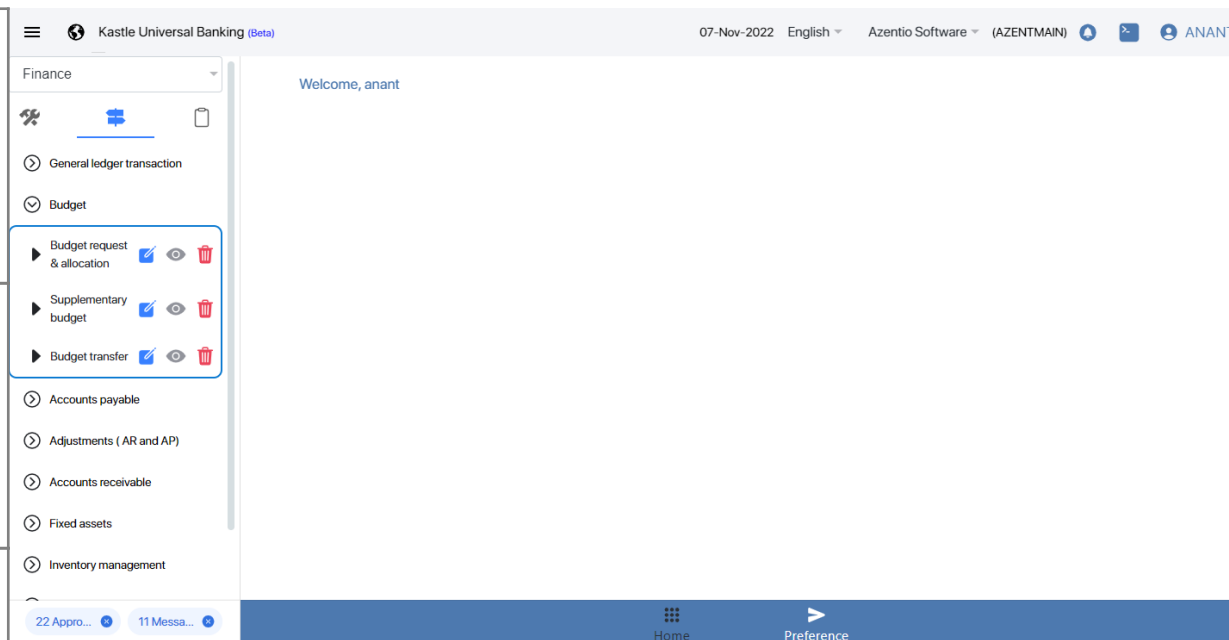 Kastle Universal Banking (Beta)
07-Nov-2022 English Azentio Software (AZENTMAIN) ANANT
Finance
Welcome, anant
General ledger transaction
Budget
Budget request
& allocation
Supplementary
budget
Budget transfer
Accounts payable
Adjustments ( AR and AP)
Accounts receivable
Fixed assets
Inventory management
22 Appro... 11 Messa...
Home Preference